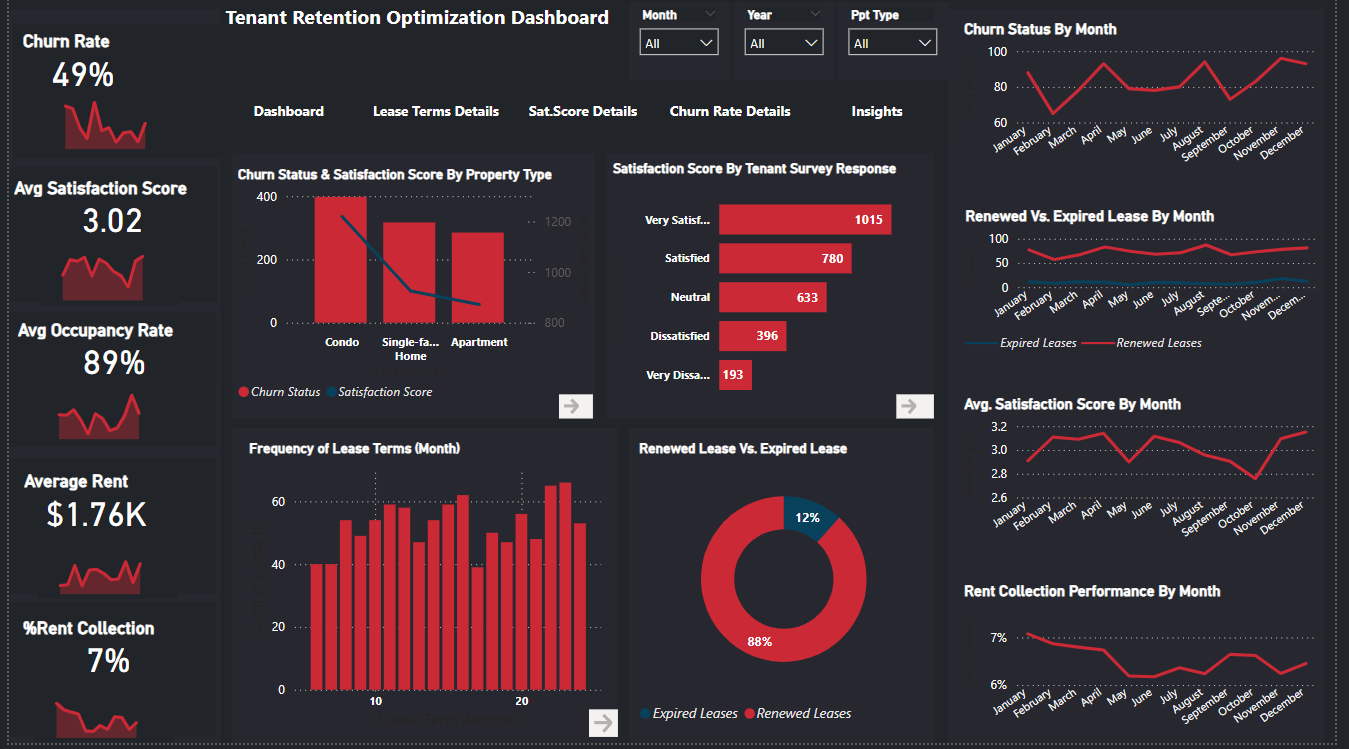 Tenant Retention Optimization Dashboard
Month
All
Year
All
Ppt Type
All
Dashboard
Lease Terms Details
Sat.Score Details
Churn Rate Details
Insights
Churn Rate
49%
Avg Satisfaction Score
3.02
Avg Occupancy Rate
89%
Average Rent
$1.76K
%Rent Collection
7%
Churn Status & Satisfaction Score By Property Type
400
200
0
1200
1000
800
Condo
Single-fa...
Home
Apartment
Churn Status
Satisfaction Score
Satisfaction Score By Tenant Survey Response
Very Satisf...
1015
Satisfied
780
Neutral
633
Dissatisfied
396
Very Dissa...
193
Frequency of Lease Terms (Month)
60
40
20
0
10
20
Lease Term (Months)
Renewed Lease Vs. Expired Lease
12%
88%
Expired Leases
Renewed Leases
Churn Status By Month
100
80
60
January
February
March
April
May
June
July
August
September
October
November
December
Renewed Vs. Expired Lease By Month
100
50
0
January
February
March
April
May
June
July
August
Septe...
October
Novem...
Decem...
Expired Leases
Renewed Leases
Avg. Satisfaction Score By Month
3.2
3.0
2.8
2.6
January
February
March
April
May
June
July
August
September
October
November
December
Rent Collection Performance By Month
7%
6%
January
February
March
April
May
June
July
August
September
October
November
December